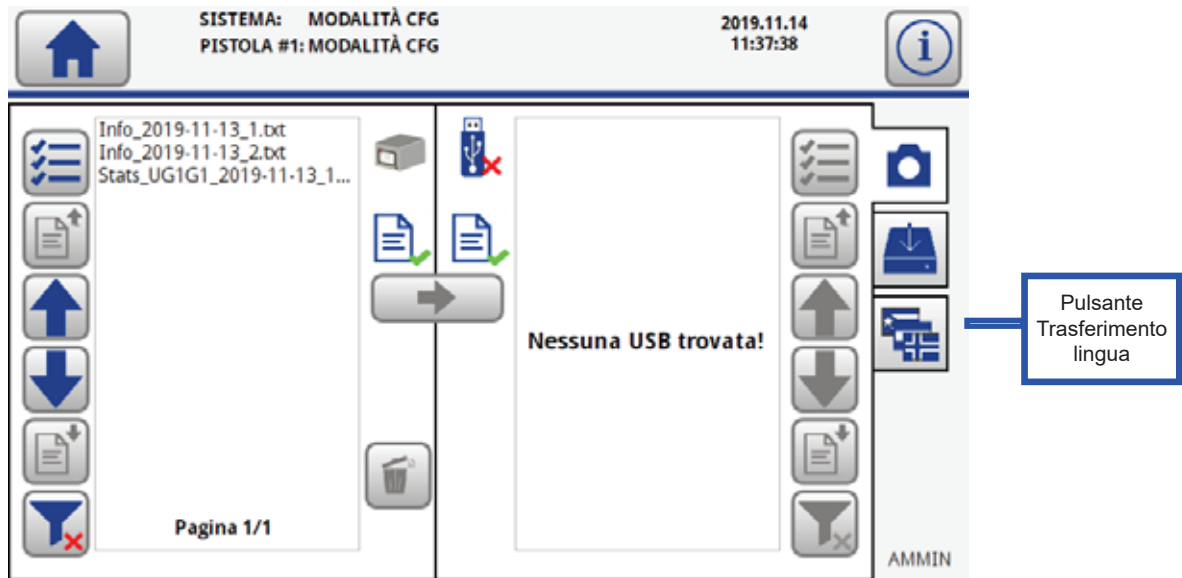 SISTEMA: MODALITÀ CFG
PISTOLA #1: MODALITÀ CFG
2019.11.14
11:37:38
i
Info_2019-11-13_1.txt
Info_2019-11-13_2.txt
Stats_UG1G1_2019-11-13_1...
Nessuna USB trovata!
Pagina 1/1
AMMIN
Pulsante
Trasferimento
lingua